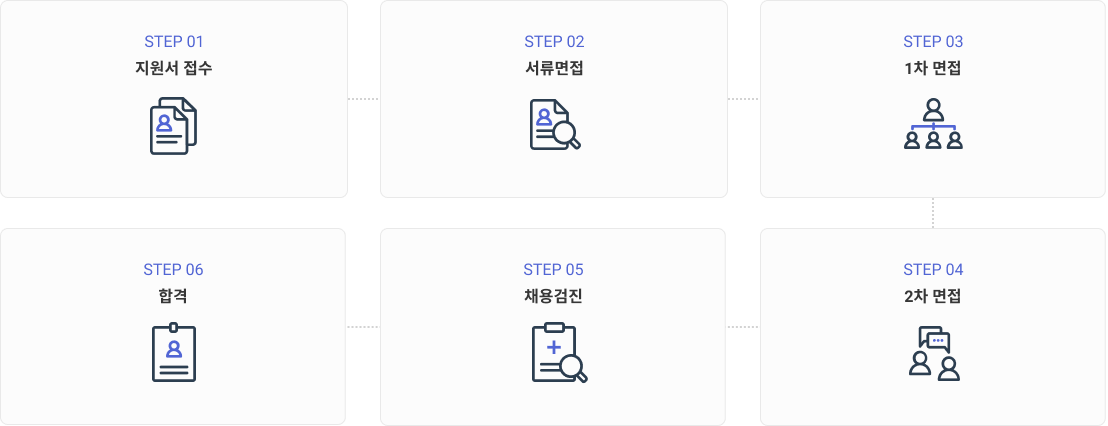 STEP 01
지원서 접수
STEP 02
서류면접
STEP 03
1차 면접
STEP 04
2차 면접
STEP 05
채용검진
STEP 06
합격